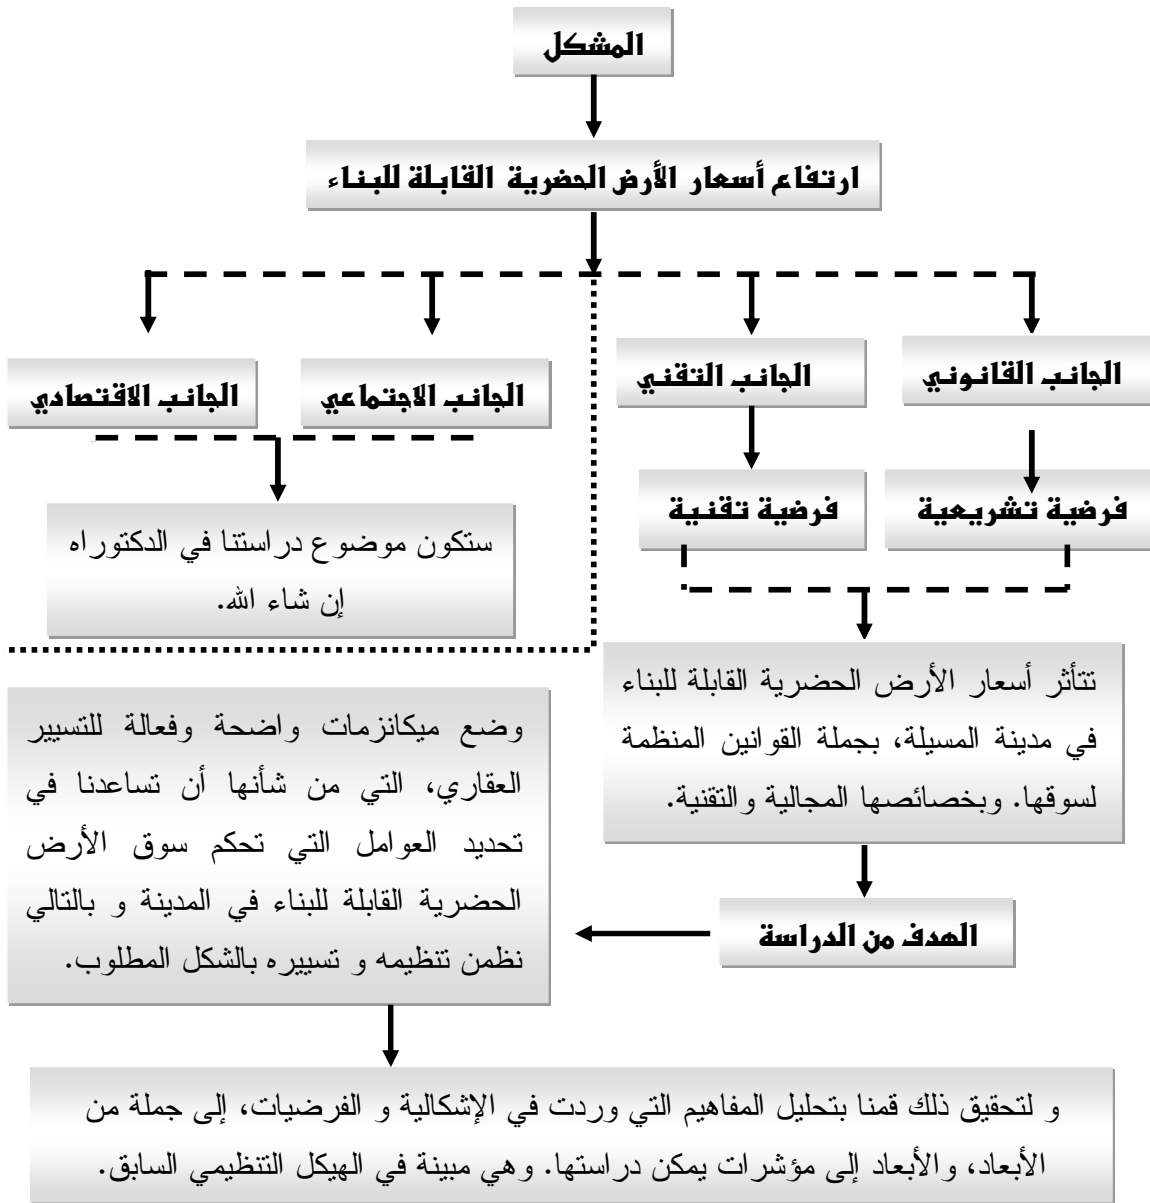 المشكل
ارتفاع أسعار الأرض الحضرية القابلة للبناء
الجانب القانوني
الجانب التقني
الجانب الاجتماعي
الجانب الاقتصادي
فرضية تشريعية
فرضية تقنية
ستكون موضوع دراستنا في الدكتوراه
إن شاء الله.
تتأثر أسعار الأرض الحضرية القابلة للبناء
في مدينة المسيلة، بجملة القوانين المنظمة
لسوقها. وبخصائصها المجالية والتقنية.
الهدف من الدراسة
وضع ميكانزمات واضحة وفعالة للتسيير
العقاري، التي من شأنها أن تساعدنا في
تحديد العوامل التي تحكم سوق الأرض
الحضرية القابلة للبناء في المدينة و بالتالي
نظمن تنظيمه و تسييره بالشكل المطلوب.
و لتحقيق ذلك قمنا بتحليل المفاهيم التي وردت في الإشكالية و الفرضيات، إلى جملة من
الأبعاد، والأبعاد إلى مؤشرات يمكن دراستها. وهي مبينة في الهيكل التنظيمي السابق.